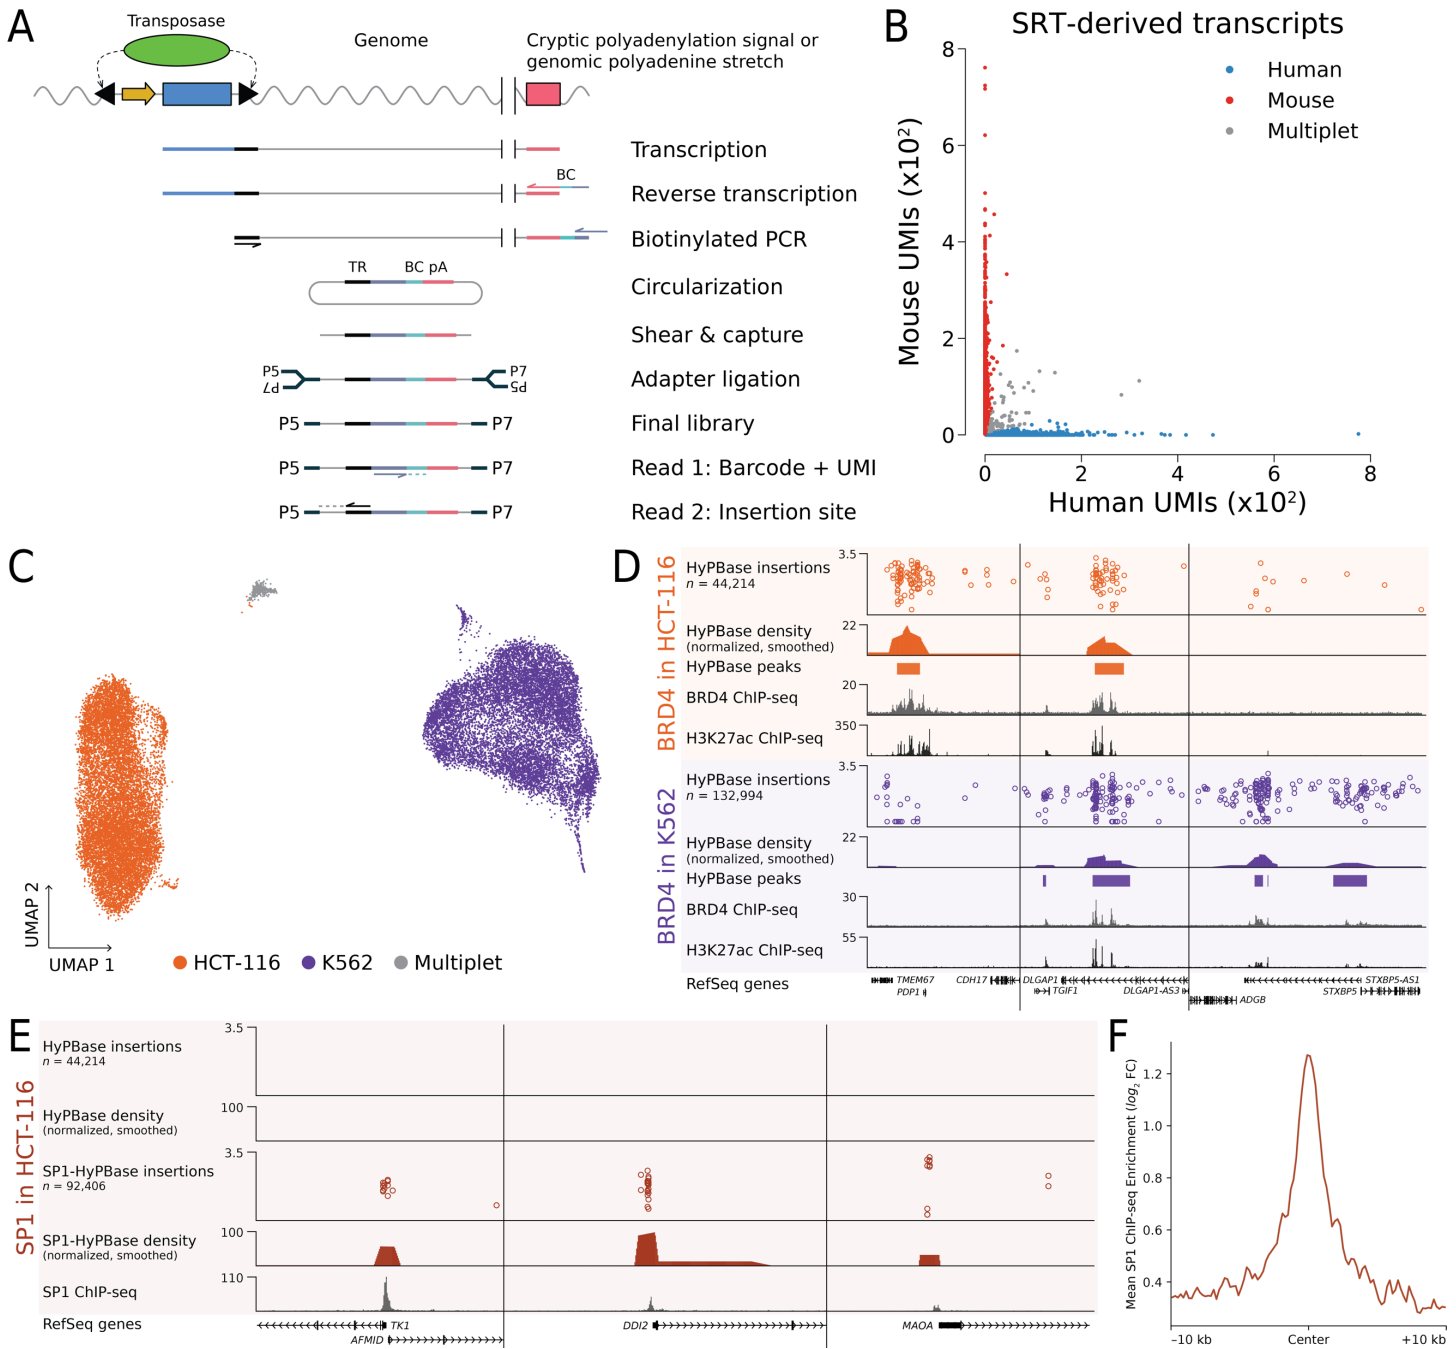 A
Transposase
Genome
Cryptic polyadenylation signal or
genomic polyadenine stretch
Transcription
BC
Reverse transcription
Biotinylated PCR
TR
BC pA
Circularization
Shear & capture
P5
P7
P7
P5
Adapter ligation
P5
P7
Final library
P5
P7
Read 1: Barcode + UMI
P5
P7
Read 2: Insertion site
B
SRT-derived transcripts
Human
Mouse
Multiplet
8
6
4
2
0
Mouse UMIs (x10²)
0
2
4
6
8
Human UMIs (x10²)
C
UMAP 2
UMAP 1
HCT-116
K562
Multiplet
D
BRD4 in HCT-116
HyPBase insertions
n = 44,214
3.5
HyPBase density
(normalized, smoothed)
22
HyPBase peaks
BRD4 ChIP-seq
20
H3K27ac ChIP-seq
350
BRD4 in K562
HyPBase insertions
n = 132,994
3.5
HyPBase density
(normalized, smoothed)
22
HyPBase peaks
BRD4 ChIP-seq
30
H3K27ac ChIP-seq
55
RefSeq genes
TMEM67
PDP1
CDH17
DLGAP1
TGIF1
DLGAP1-AS3
ADGB
STXBP5-AS1
STXBP5
E
SP1 in HCT-116
HyPBase insertions
n = 44,214
3.5
HyPBase density
(normalized, smoothed)
100
SP1-HyPBase insertions
n = 92,406
3.5
SP1-HyPBase density
(normalized, smoothed)
100
SP1 ChIP-seq
110
RefSeq genes
TK1
AFMID
DDI2
MAOA
F
Mean SP1 ChIP-seq Enrichment (log₂ FC)
1.2
1.0
0.8
0.6
0.4
−10 kb
Center
+10 kb